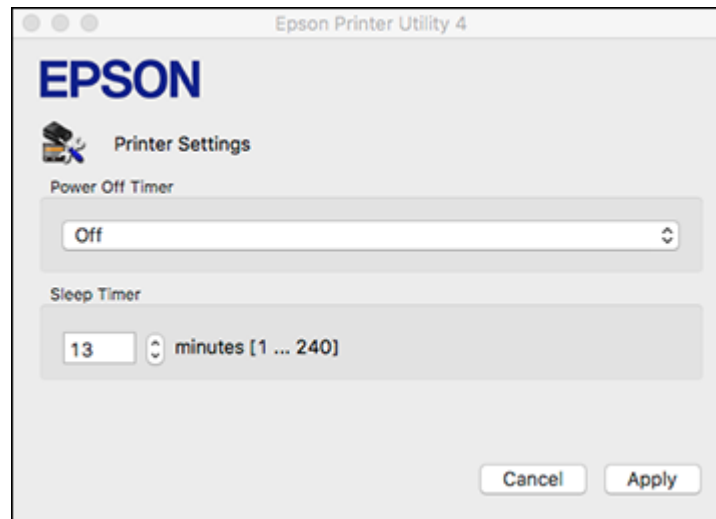 Epson Printer Utility 4
EPSON
Printer Settings
Power Off Timer
Off
Sleep Timer
13 minutes [1 ... 240]
Cancel Apply